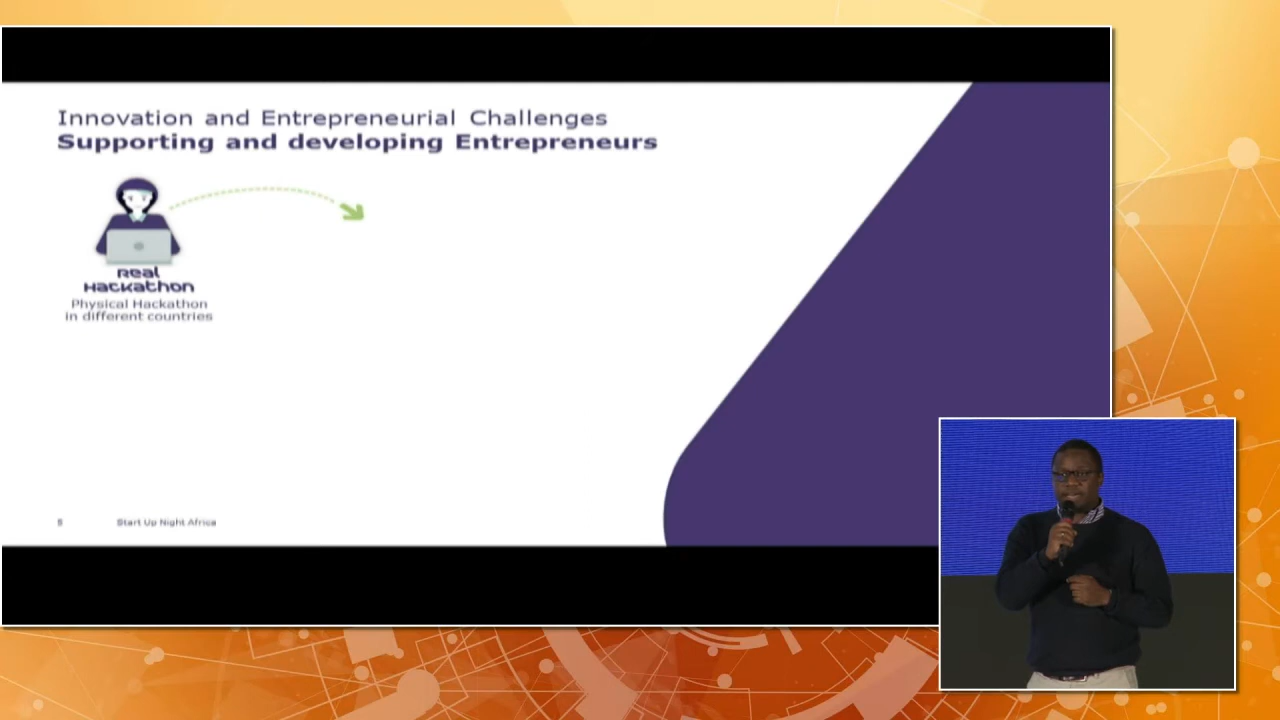 Innovation and Entrepreneurial Challenges
Supporting and developing Entrepreneurs
Real
Hackathon
Physical Hackathon
in different countries
5
Start Up Night Africa